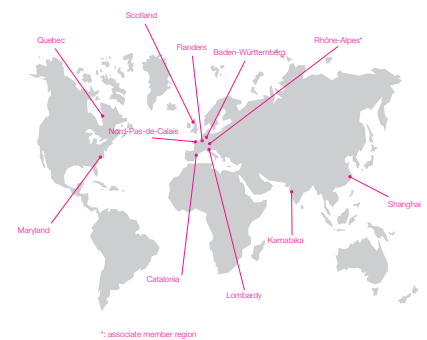 Scotland
Quebec
Flanders
Baden-Württemberg
Rhône-Alpes*
Nord-Pas-de-Calais
Shanghai
Maryland
Karnataka
Catalonia
Lombardy
*: associate member region